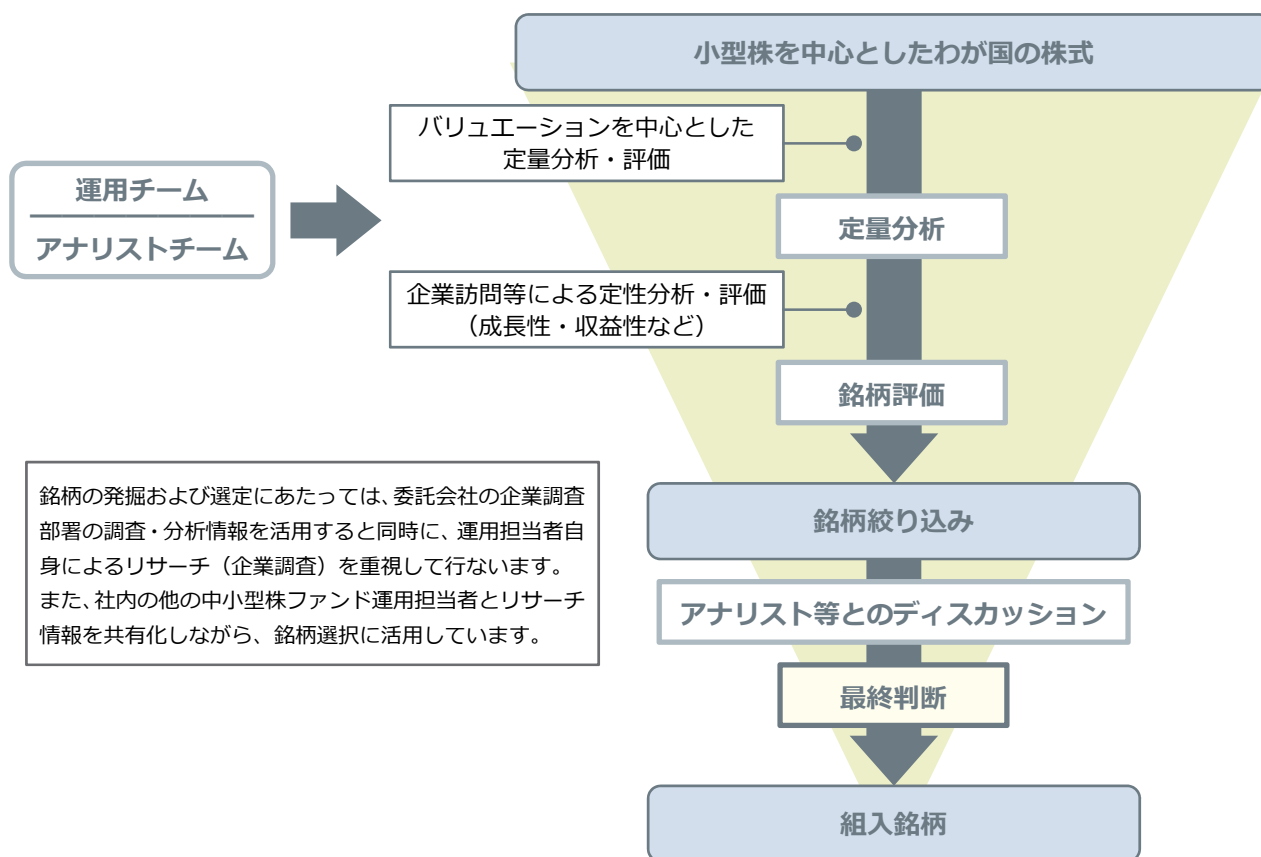 小型株を中心としたわが国の株式
バリュエーションを中心とした
定量分析・評価
運用チーム
アナリストチーム
定量分析
企業訪問等による定性分析・評価
（成長性・収益性など）
銘柄評価
銘柄の発掘および選定にあたっては、委託会社の企業調査
部署の調査・分析情報を活用すると同時に、運用担当者自
身によるリサーチ（企業調査）を重視して行ないます。
また、社内の他の中小型株ファンド運用担当者とリサーチ
情報を共有化しながら、銘柄選択に活用しています。
銘柄絞り込み
アナリスト等とのディスカッション
最終判断
組入銘柄